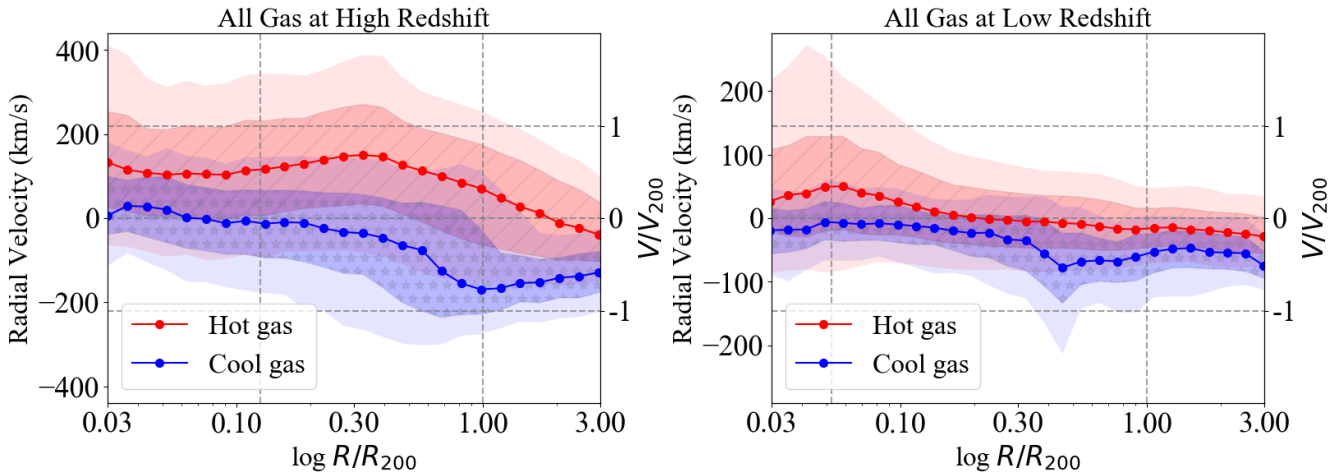 All Gas at High Redshift
400
200
0
−200
−400
Radial Velocity (km/s)
1
0
-1
V/V200
Hot gas
Cool gas
0.03
0.10
0.30
1.00
3.00
log R/R200
All Gas at Low Redshift
200
100
0
−100
−200
Radial Velocity (km/s)
1
0
-1
V/V200
Hot gas
Cool gas
0.03
0.10
0.30
1.00
3.00
log R/R200